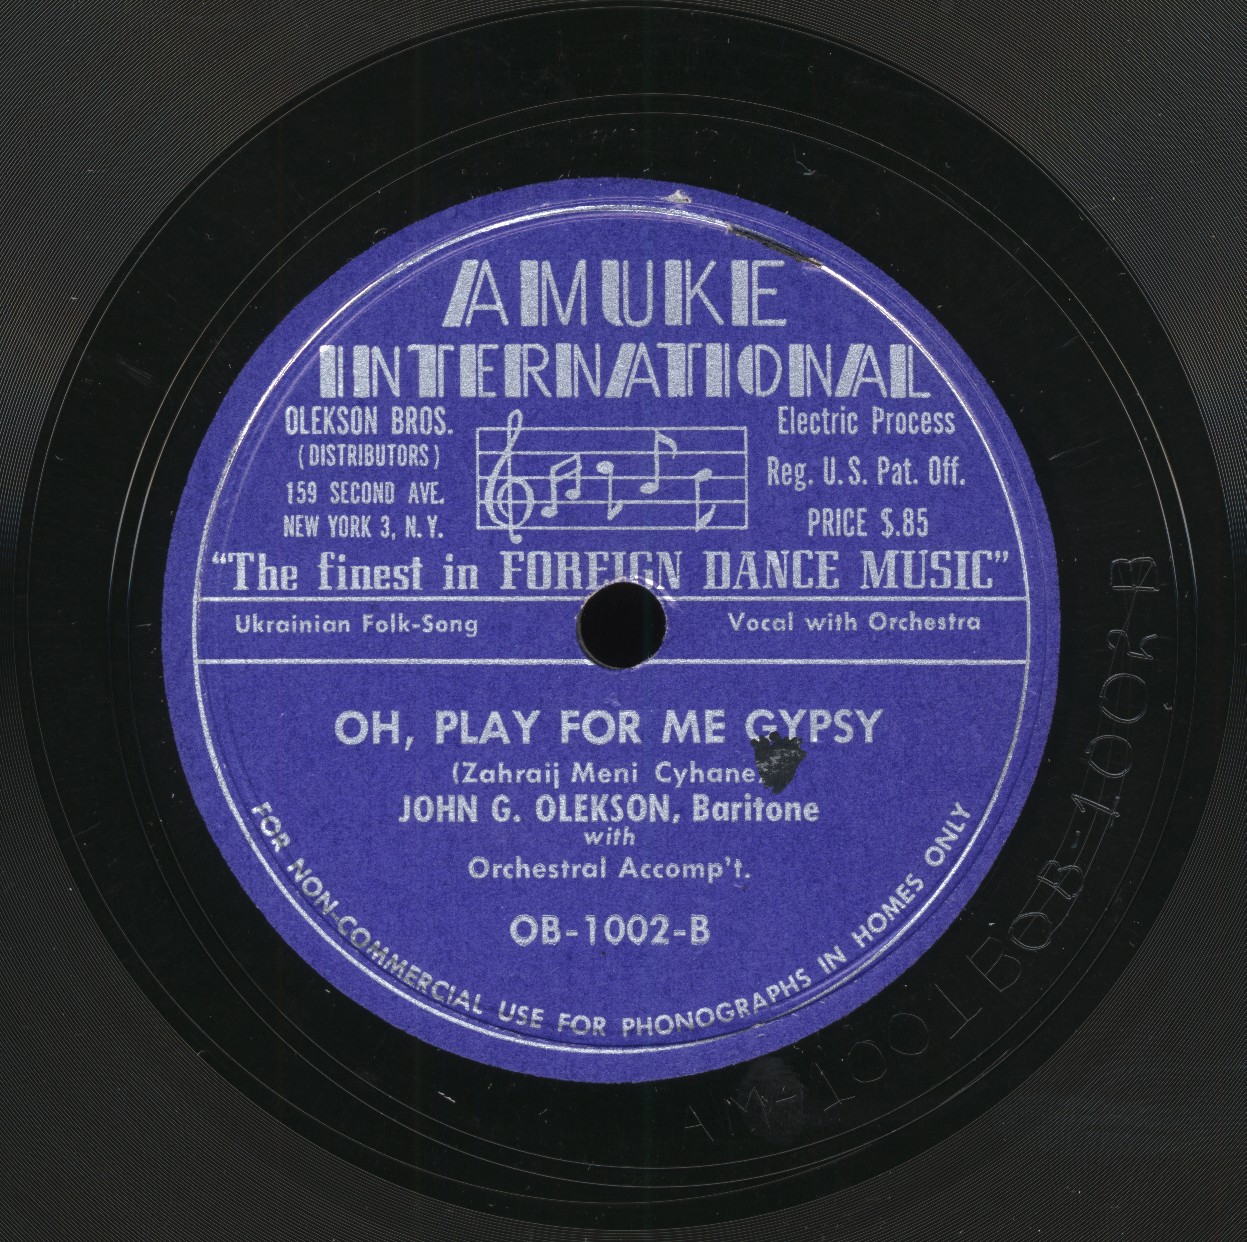 AMUKE
INTERNATIONAL
OLEKSON BROS.
(DISTRIBUTORS)
159 SECOND AVE.
NEW YORK 3, N.Y.
Electric Process
Reg. U.S. Pat. Off.
PRICE $.85
"The finest in FOREIGN DANCE MUSIC"
Ukrainian Folk-Song
Vocal with Orchestra
OH, PLAY FOR ME GYPSY
(Zahraij Meni Cyhane
JOHN G. OLEKSON, Baritone
with
Orchestral Accomp't.
OB-1002-B
FOR NON-COMMERCIAL USE FOR PHONOGRAPHS IN HOMES ONLY
OB-1002 B